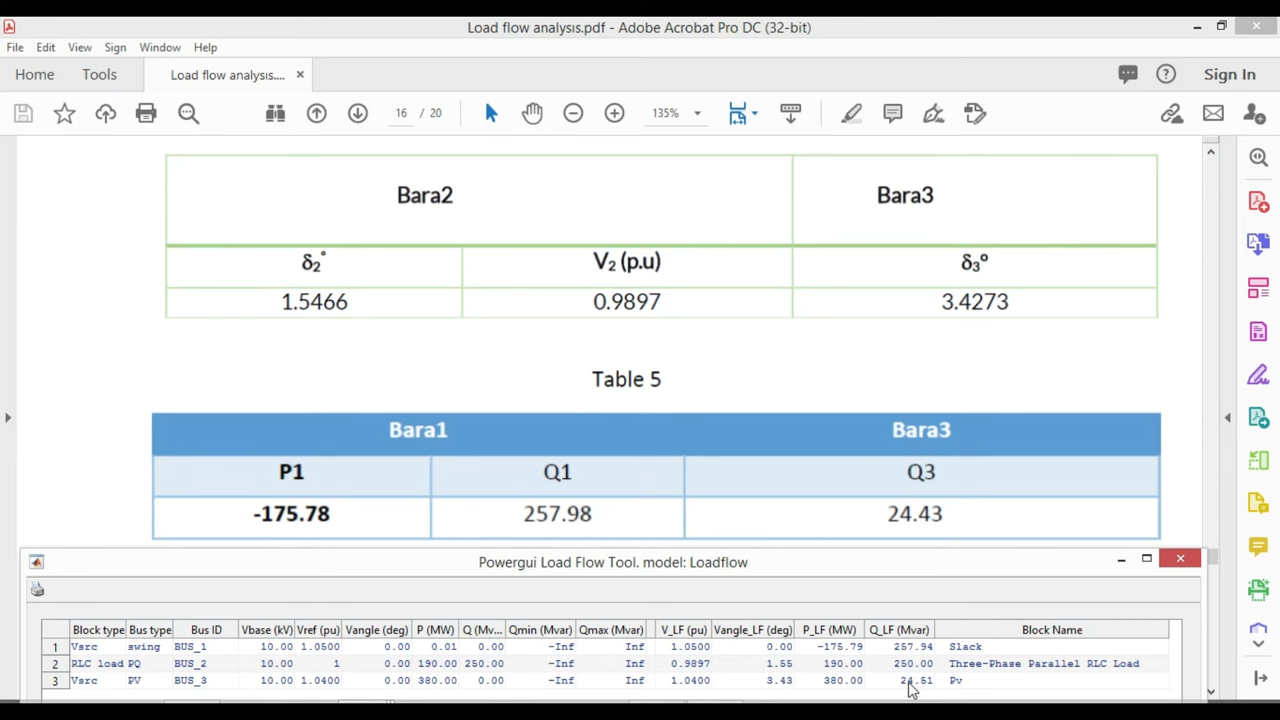 Load flow analysis.pdf - Adobe Acrobat Pro DC (32-bit)
File Edit View Sign Window Help
Home Tools Load flow analysis.... × Sign In
16 / 20 135%
Bara2 Bara3
δ2° V2 (p.u) δ3º
1.5466 0.9897 3.4273
Table 5
Bara1 Bara3
P1 Q1 Q3
-175.78 257.98 24.43
Powergui Load Flow Tool. model: Loadflow
Block type Bus type Bus ID Vbase (kV) Vref (pu) Vangle (deg) P (MW) Q (Mv... Qmin (Mvar) Qmax (Mvar) V_LF (pu) Vangle_LF (deg) P_LF (MW) Q_LF (Mvar) Block Name
1 Vsrc swing BUS_1 10.00 1.0500 0.00 0.01 0.00 -Inf Inf 1.0500 0.00 -175.79 257.94 Slack
2 RLC load PQ BUS_2 10.00 1 0.00 190.00 250.00 -Inf Inf 0.9897 1.55 190.00 250.00 Three-Phase Parallel RLC Load
3 Vsrc PV BUS_3 10.00 1.0400 0.00 380.00 0.00 -Inf Inf 1.0400 3.43 380.00 24.51 Pv